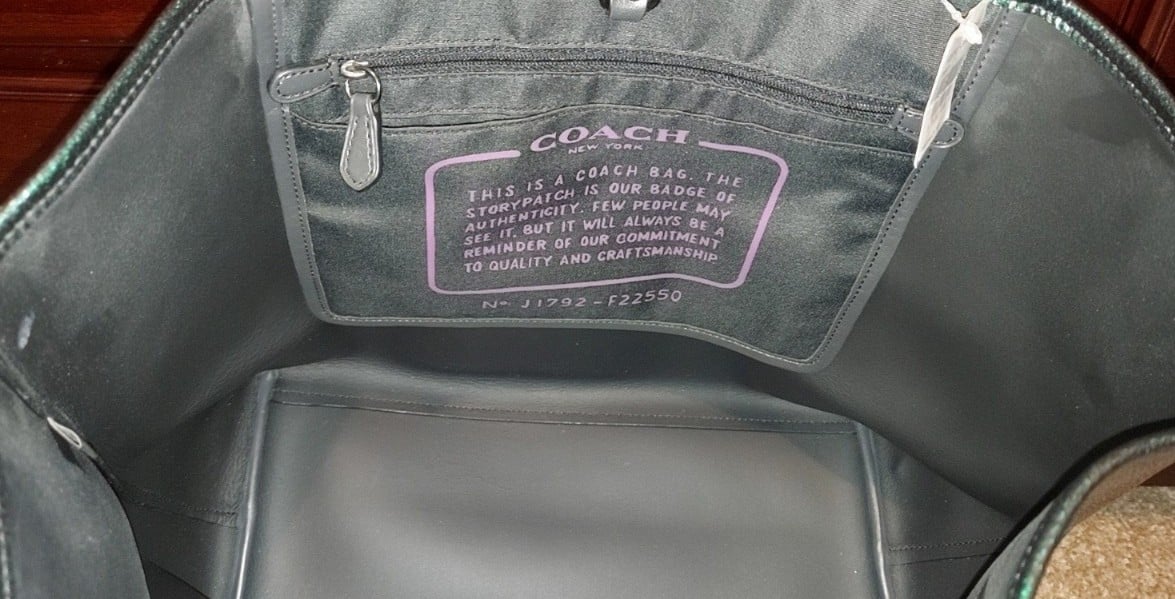 COACH
NEW YORK
THIS IS A COACH BAG. THE
STORYPATCH IS OUR BADGE OF
AUTHENTICITY. FEW PEOPLE MAY
SEE IT, BUT IT WILL ALWAYS BE A
REMINDER OF OUR COMMITMENT
TO QUALITY AND CRAFTSMANSHIP
Nº J1792-F22550